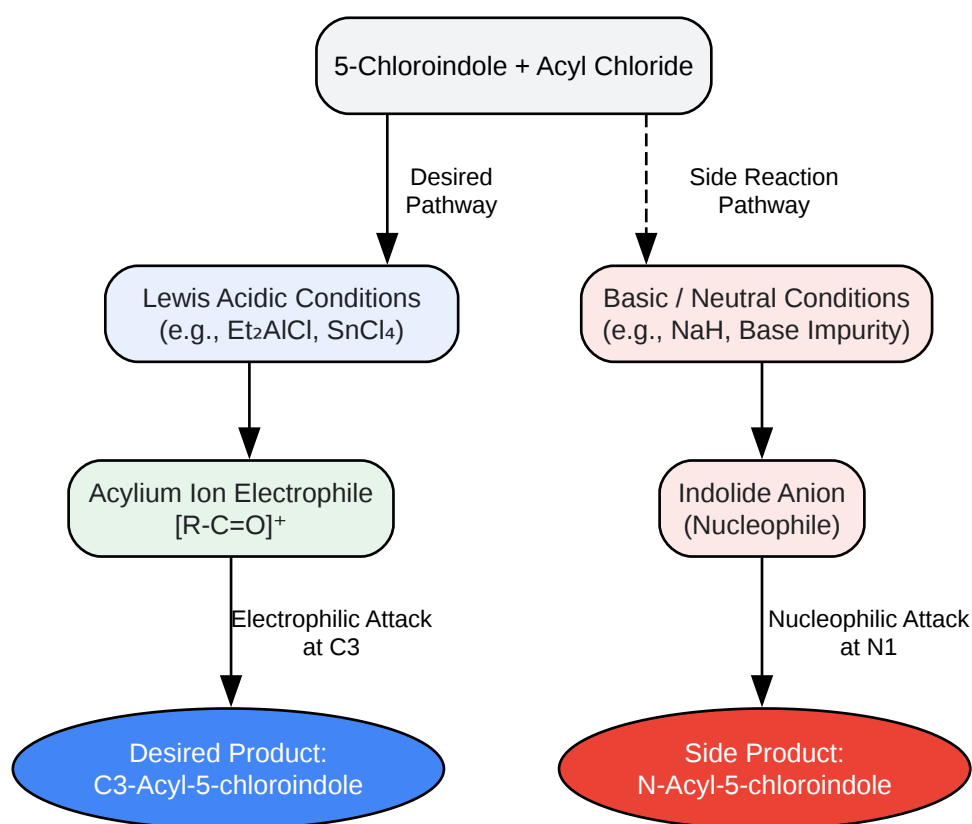 5-Chloroindole + Acyl Chloride
Desired
Pathway
Side Reaction
Pathway
Lewis Acidic Conditions
(e.g., Et₂AlCl, SnCl₄)
Basic / Neutral Conditions
(e.g., NaH, Base Impurity)
Acylium Ion Electrophile
[R-C=O]⁺
Indolide Anion
(Nucleophile)
Electrophilic Attack
at C3
Nucleophilic Attack
at N1
Desired Product:
C3-Acyl-5-chloroindole
Side Product:
N-Acyl-5-chloroindole